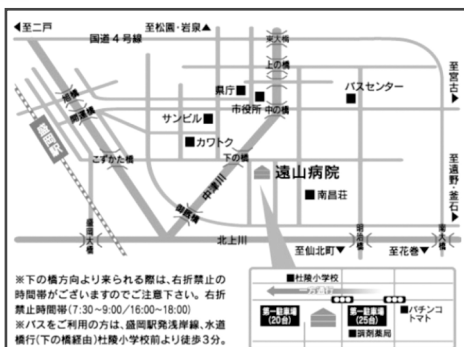 ◀至二戸
至松園・岩泉▲
国道4号線
東大橋
上の橋
至宮古▶
県庁■
バスセンター
市役所
中の橋
サンビル■
旭橋
開運橋
■カワトク
盛岡駅
こずかた橋
下の橋
遠山病院
至遠野・釜石▶
中津川
■南昌荘
御厩橋
盛岡大橋
北上川
明治橋
南大橋
至仙北町▼
至花巻▼
※下の橋方向より来られる際は、右折禁止の
時間帯がございますのでご注意下さい。右折
禁止時間帯(7:30~9:00/16:00~18:00)
※バスをご利用の方は、盛岡駅発浅岸線、水道
橋行(下の橋経由)杜陵小学校前より徒歩3分。
■杜陵小学校
一方通行
第一駐車場
(20台)
第二駐車場
(25台)
■パチンコ
トマト
■調剤薬局